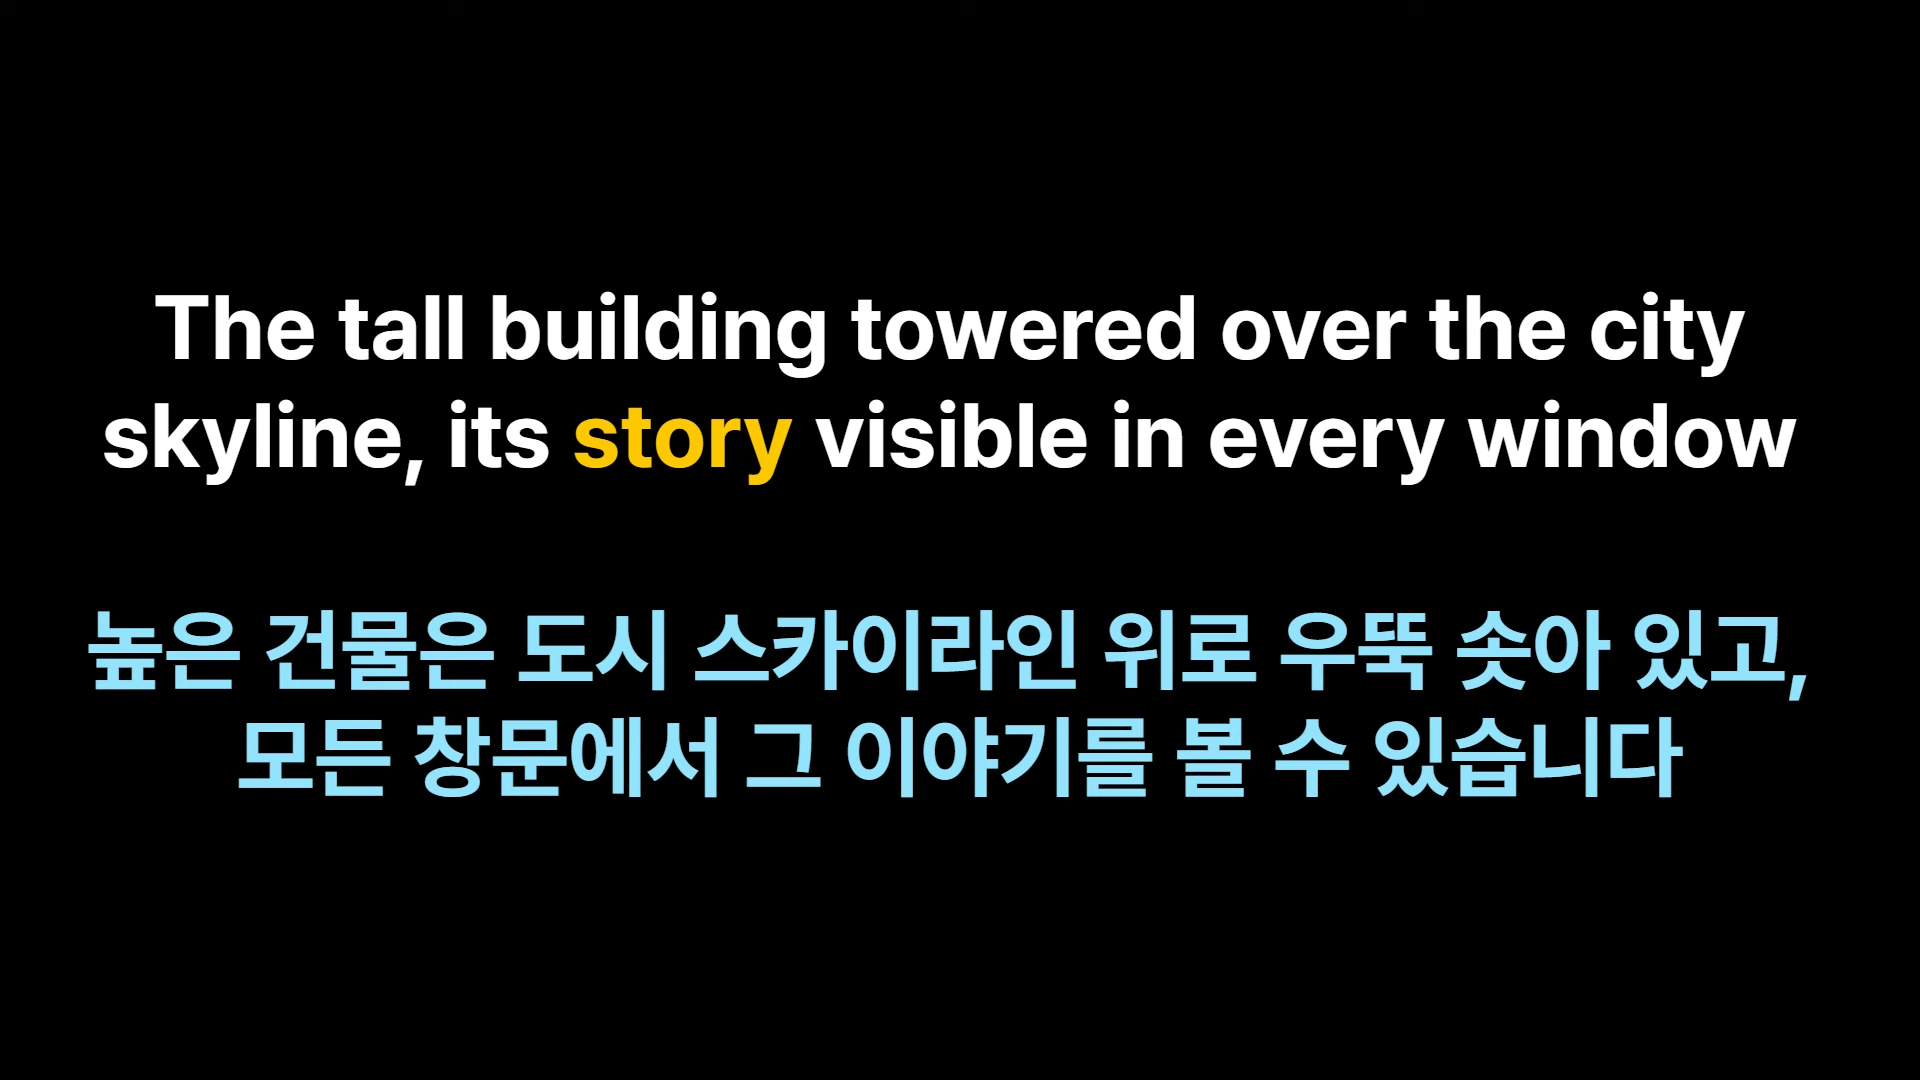 The tall building towered over the city
skyline, its story visible in every window
높은 건물은 도시 스카이라인 위로 우뚝 솟아 있고,
모든 창문에서 그 이야기를 볼 수 있습니다